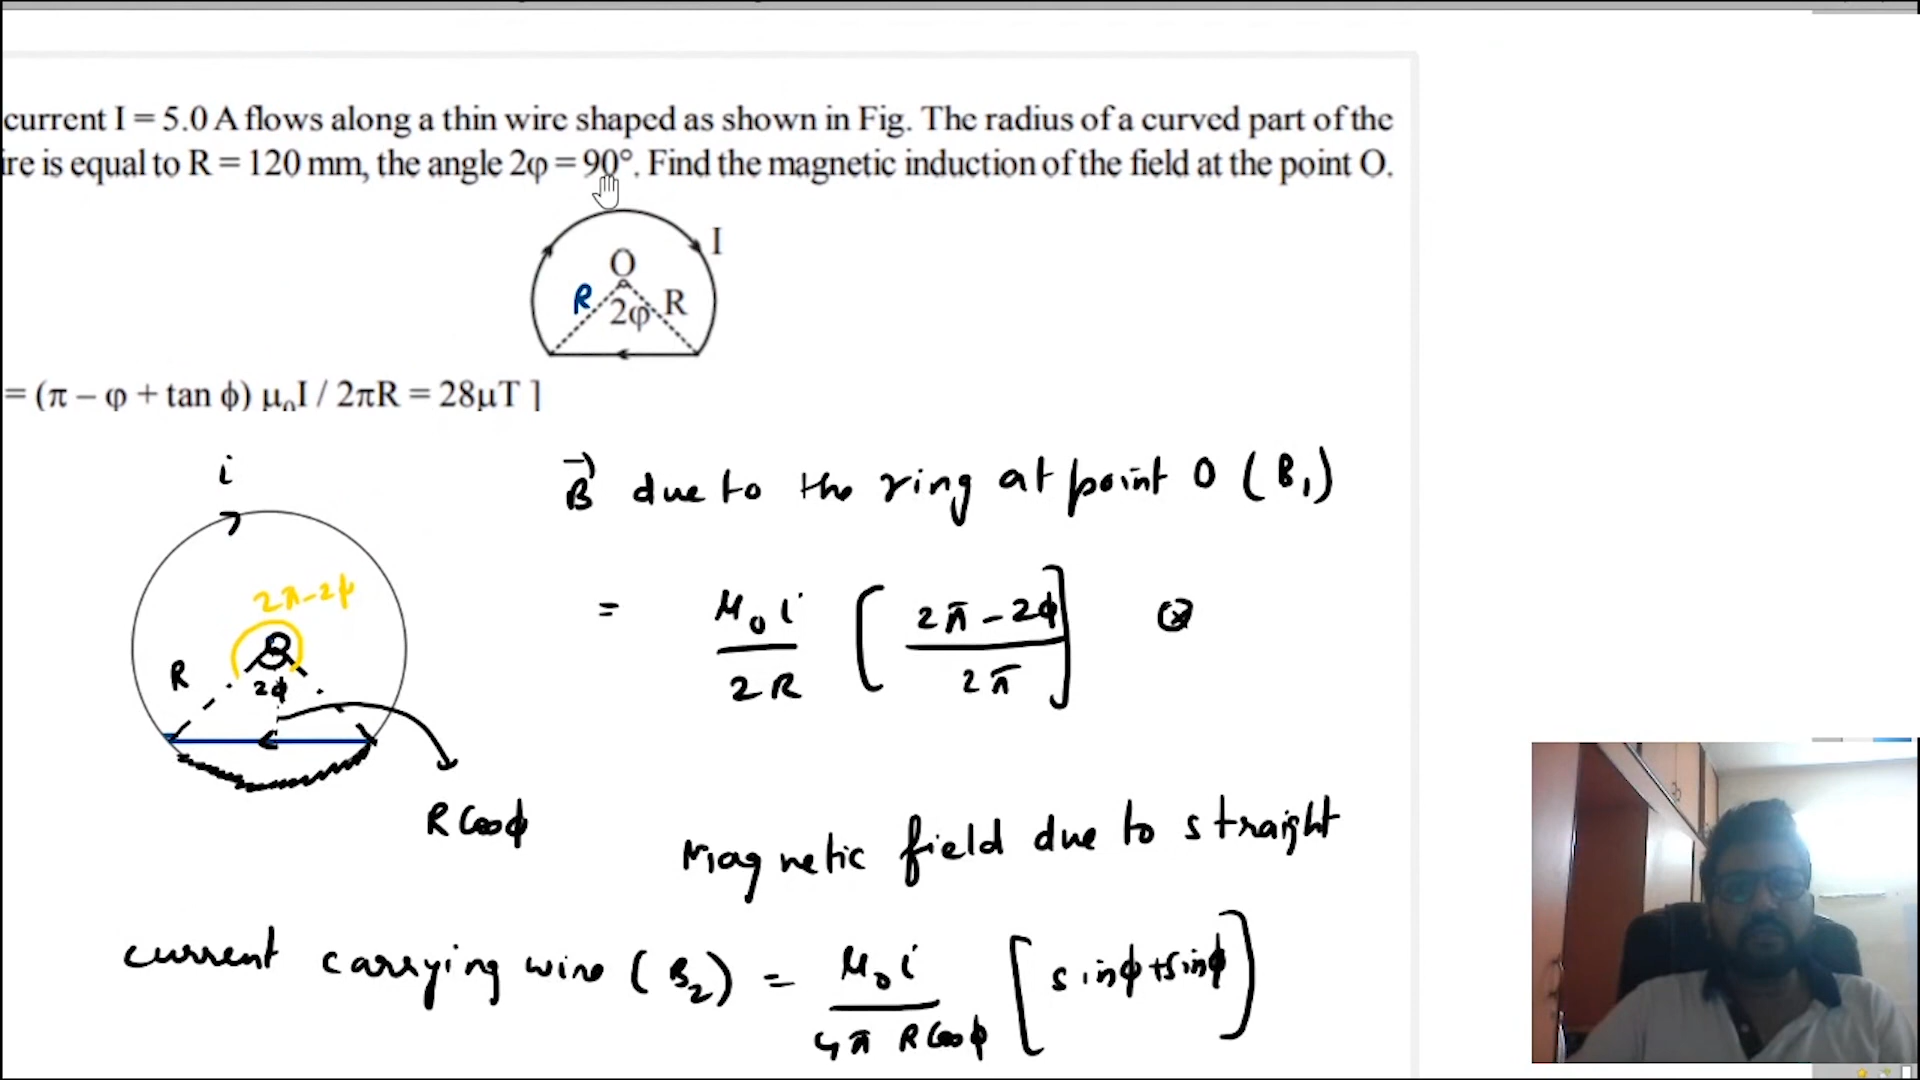 current I = 5.0 A flows along a thin wire shaped as shown in Fig. The radius of a curved part of the
ire is equal to R = 120 mm, the angle 2φ = 90°. Find the magnetic induction of the field at the point O.
I
O
R R
2φ
= (π – φ + tan ϕ) μ₀I / 2πR = 28μT ]
i
2π-2ϕ
R
2ϕ
R Cosϕ
B⃗ due to the ring at point O (B₁)
= μ₀i / 2R [ 2π - 2ϕ / 2π ] ⊗
Magnetic field due to straight
current carrying wire (B₂) = μ₀i / 4π R Cosϕ [ sinϕ+sinϕ ]